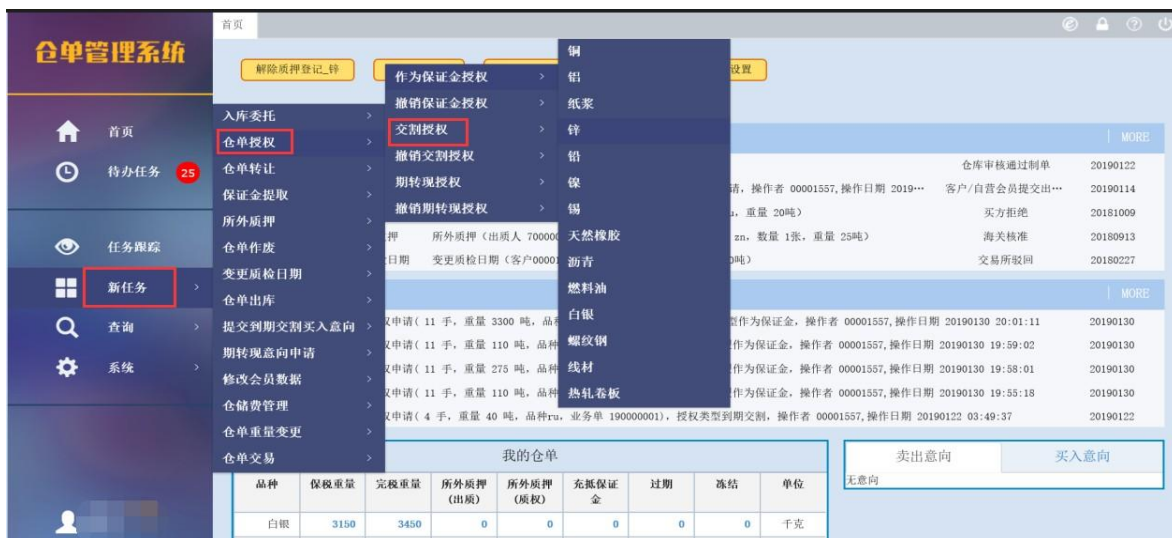 首页
仓单管理系统
解除质押登记_锌
设置
首页
待办任务 25
任务跟踪
新任务
查询
系统
入库委托
仓单授权
仓单转让
保证金提取
所外质押
仓单作废
变更质检日期
仓单出库
提交到期交割买入意向
期转现意向申请
修改会员数据
仓储费管理
仓单重量变更
仓单交易
作为保证金授权
撤销保证金授权
交割授权
撤销交割授权
期转现授权
撤销期转现授权
铜
铝
纸浆
锌
铅
镍
锡
天然橡胶
沥青
燃料油
白银
螺纹钢
线材
热轧卷板
MORE
仓库审核通过制单 20190122
请，操作者 00001557,操作日期 2019… 客户/自营会员提交出… 20190114
重量 20吨） 买方拒绝 20181009
押 所外质押（出质人 70000 zn，数量 1张，重量 25吨） 海关核准 20180913
日期 变更质检日期（客户00001 吨） 交易所驳回 20180227
MORE
权申请( 11 手，重量 3300 吨，品种 型作为保证金，操作者 00001557,操作日期 20190130 20:01:11 20190130
权申请( 11 手，重量 110 吨，品种 作为保证金，操作者 00001557,操作日期 20190130 19:59:02 20190130
权申请( 11 手，重量 275 吨，品种 作为保证金，操作者 00001557,操作日期 20190130 19:58:01 20190130
权申请( 11 手，重量 110 吨，品种 作为保证金，操作者 00001557,操作日期 20190130 19:55:18 20190130
权申请( 4 手，重量 40 吨，品种ru，业务单 190000001)，授权类型到期交割，操作者 00001557,操作日期 20190122 03:49:37 20190122
我的仓单
品种 保税重量 完税重量 所外质押(出质) 所外质押(质权) 充抵保证金 过期 冻结 单位
白银 3150 3450 0 0 0 0 0 千克
卖出意向 买入意向
无意向